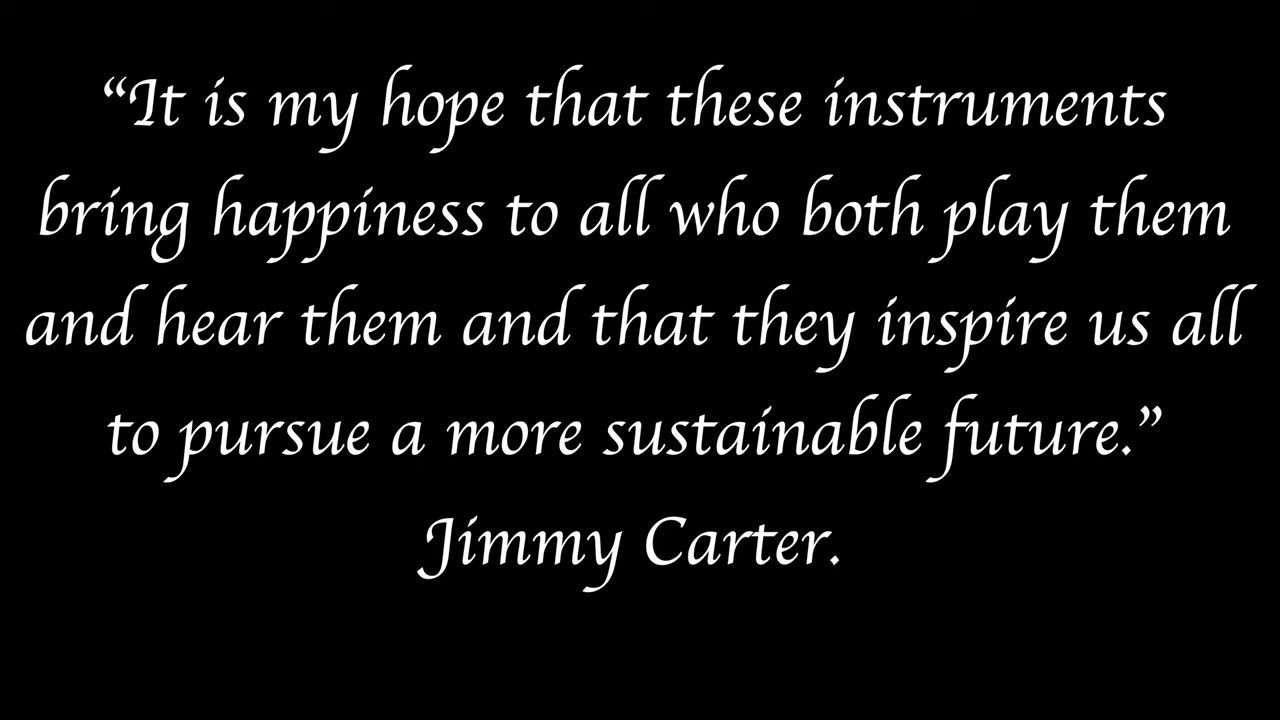 “It is my hope that these instruments
bring happiness to all who both play them
and hear them and that they inspire us all
to pursue a more sustainable future.”
Jimmy Carter.